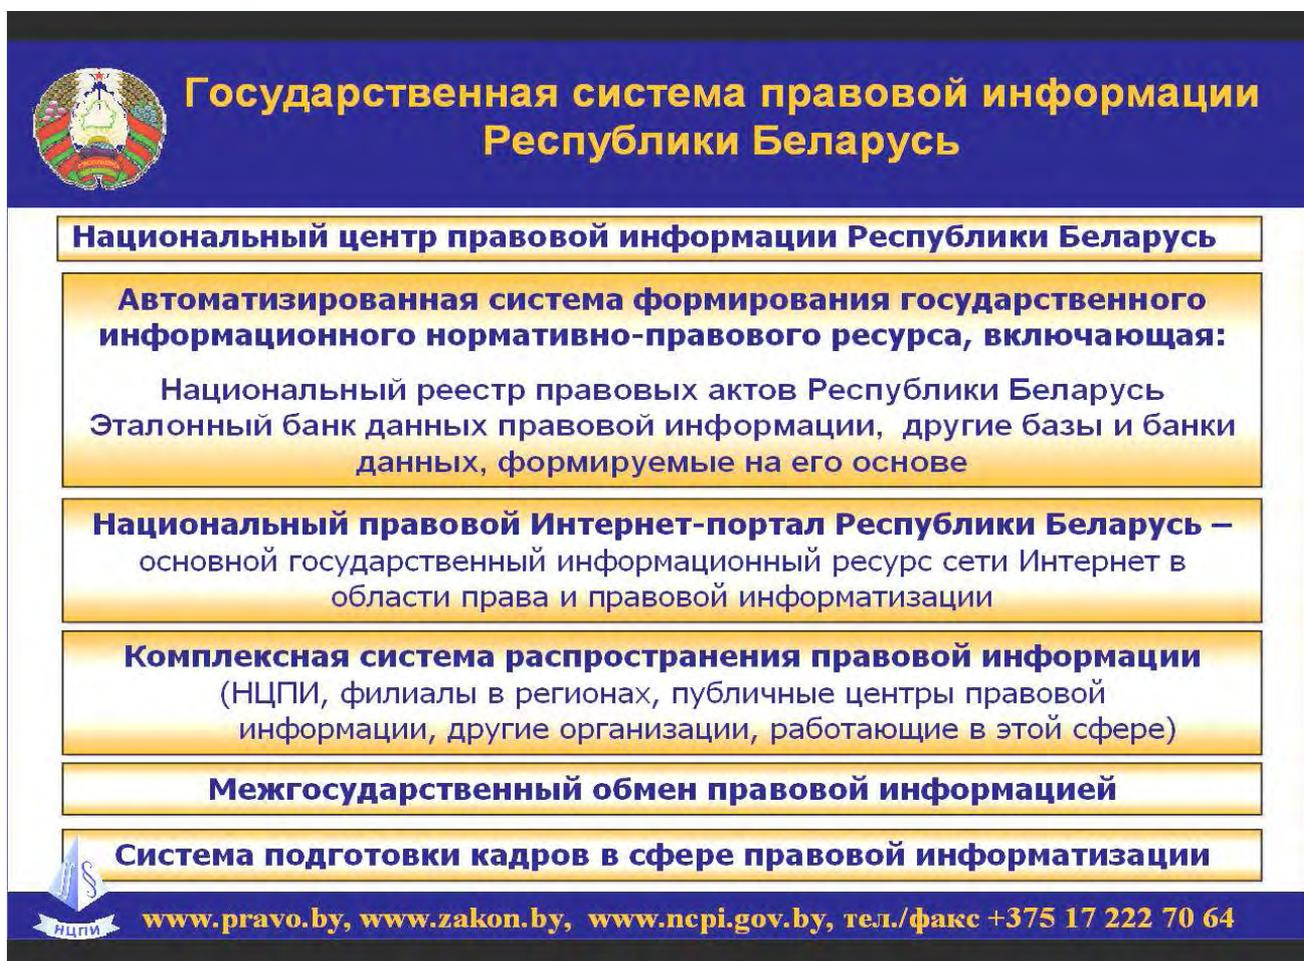 Государственная система правовой информации
Республики Беларусь
Национальный центр правовой информации Республики Беларусь
Автоматизированная система формирования государственного
информационного нормативно-правового ресурса, включающая:
Национальный реестр правовых актов Республики Беларусь
Эталонный банк данных правовой информации, другие базы и банки
данных, формируемые на его основе
Национальный правовой Интернет-портал Республики Беларусь –
основной государственный информационный ресурс сети Интернет в
области права и правовой информатизации
Комплексная система распространения правовой информации
(НЦПИ, филиалы в регионах, публичные центры правовой
информации, другие организации, работающие в этой сфере)
Межгосударственный обмен правовой информацией
Система подготовки кадров в сфере правовой информатизации
НЦПИ
www.pravo.by, www.zakon.by, www.ncpi.gov.by, тел./факс +375 17 222 70 64